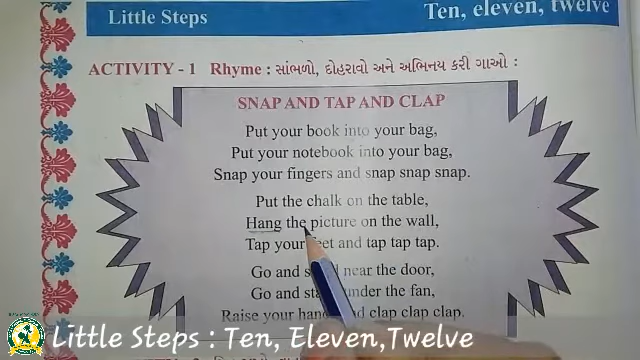 Little Steps
Ten, eleven, twelve
ACTIVITY - 1 Rhyme : સાંભળો, દોહરાવો અને અભિનય કરી ગાઓ :
SNAP AND TAP AND CLAP
Put your book into your bag,
Put your notebook into your bag,
Snap your fingers and snap snap snap.
Put the chalk on the table,
Hang the picture on the wall,
Tap your feet and tap tap tap.
Go and near the door,
Go and under the fan,
Raise your and clap clap clap.
Little Steps : Ten, Eleven,Twelve